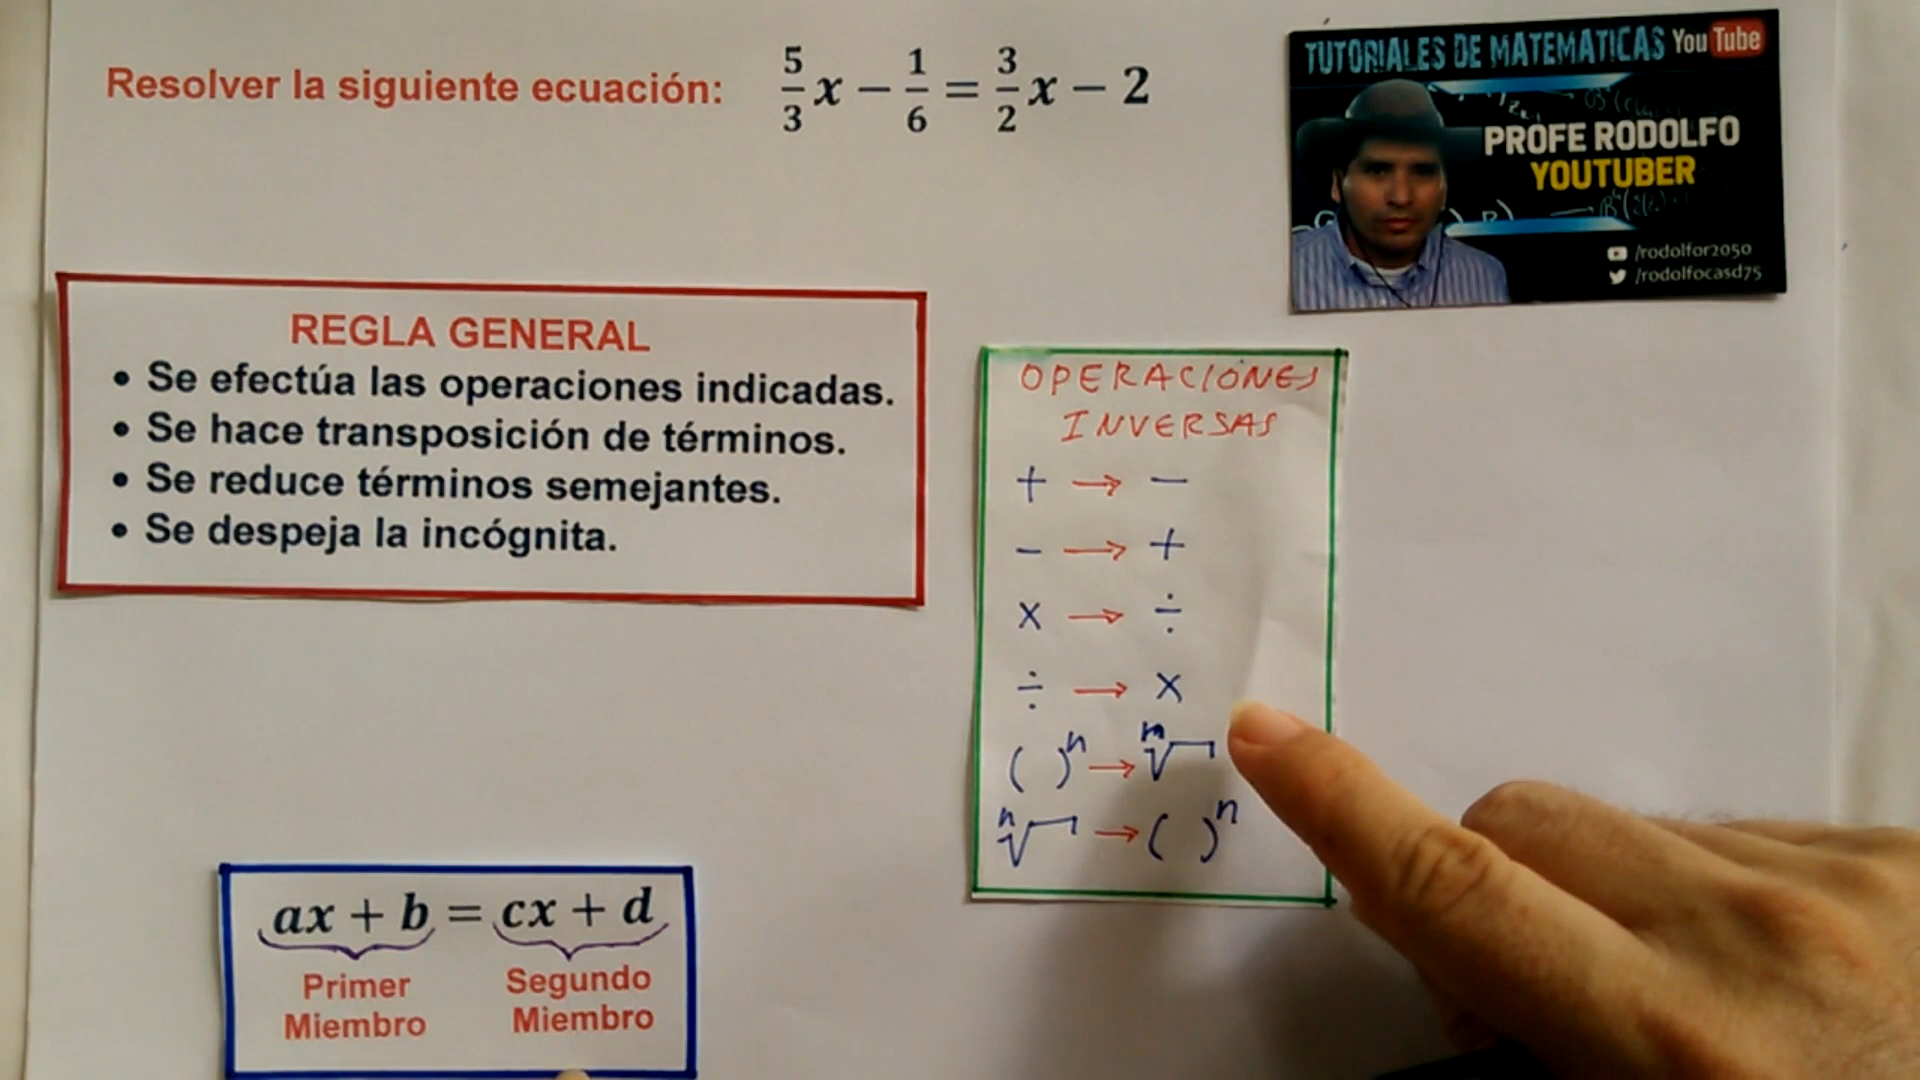 Resolver la siguiente ecuación: 5/3 x − 1/6 = 3/2 x − 2
TUTORIALES DE MATEMATICAS YouTube
PROFE RODOLFO
YOUTUBER
/rodolfor2050
/rodolfocasd75
REGLA GENERAL
• Se efectúa las operaciones indicadas.
• Se hace transposición de términos.
• Se reduce términos semejantes.
• Se despeja la incógnita.
OPERACIONES
INVERSAS
+ → −
− → +
× → ÷
÷ → ×
( )ⁿ → ⁿ√
ⁿ√ → ( )ⁿ
ax + b = cx + d
Primer Miembro
Segundo Miembro